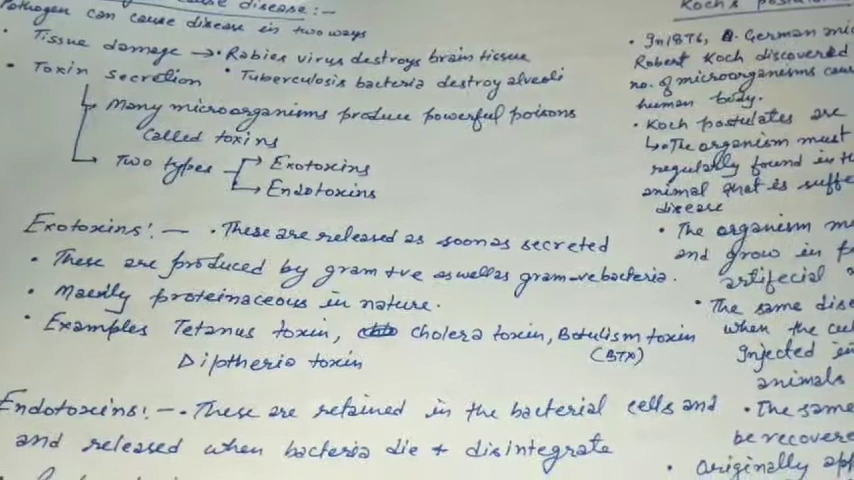 cause disease:-
Pathogen can cause disease in two ways
• Tissue damage → • Rabies virus destroys brain tissue
• Tuberculosis bacteria destroy alveoli
• Toxin secretion
→ Many microorganisms produce powerful poisons
called toxins
→ Two types → Exotoxins
→ Endotoxins
Exotoxins! — • These are released as soon as secreted
• These are produced by gram +ve as well as gram -ve bacteria.
• Mainly proteinaceous in nature.
• Examples Tetanus toxin, cholera toxin, Botulism toxin
(BTX)
Diptheria toxin
Endotoxins! — • These are retained in the bacterial cells and
and released when bacteria die + disintegrate
Koch's
• In 1876, German
Robert Koch discovered
no. of microorganisms
human body.
• Koch postulates are
↳ • The organism must
regularly found in
animal that is
disease
• The organism
and grow in
artifecial
• The same
when the
Injected
animals
• The same
be recovered
• Originally